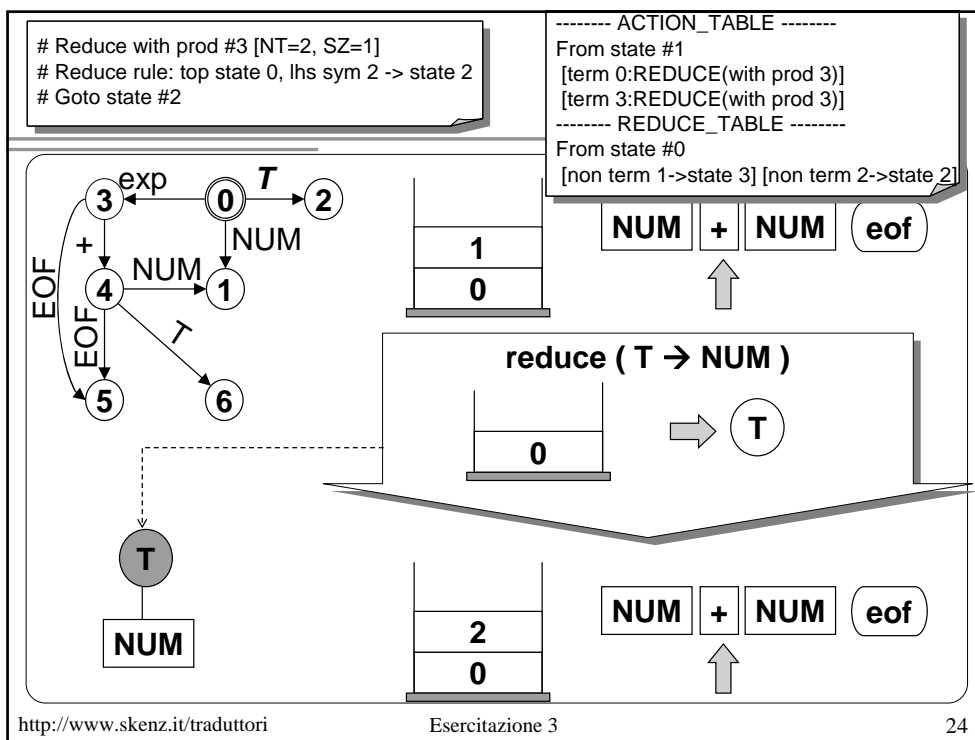 # Reduce with prod #3 [NT=2, SZ=1]
# Reduce rule: top state 0, lhs sym 2 -> state 2
# Goto state #2
-------- ACTION_TABLE --------
From state #1
[term 0:REDUCE(with prod 3)]
[term 3:REDUCE(with prod 3)]
-------- REDUCE_TABLE --------
From state #0
[non term 1->state 3] [non term 2->state 2]
3 exp 0 T 2
+ NUM
EOF 4 NUM 1
EOF T
5 6
1
0
NUM + NUM eof
reduce ( T → NUM )
0
T
T
NUM
2
0
NUM + NUM eof
http://www.skenz.it/traduttori Esercitazione 3 24